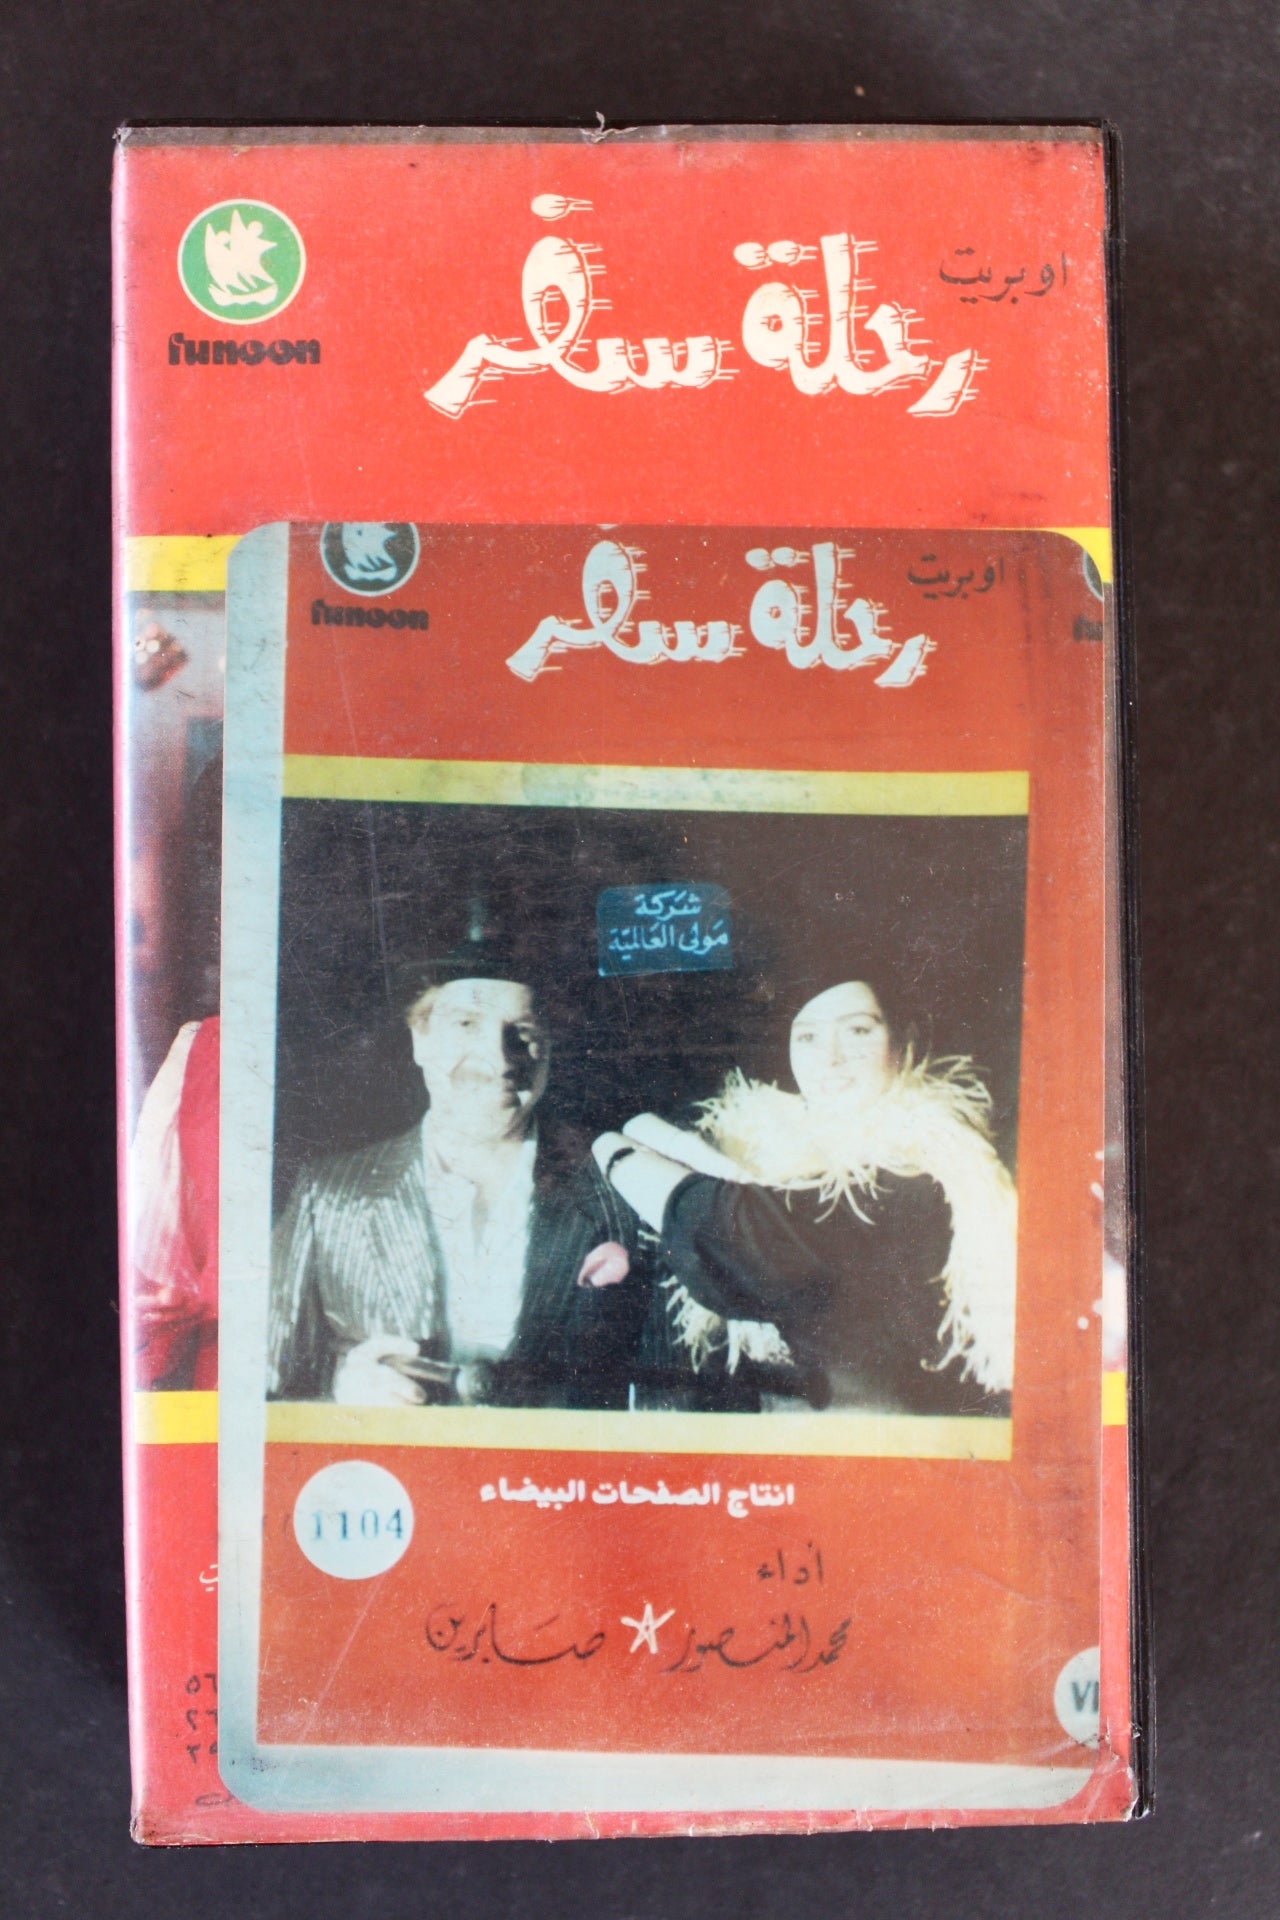 اوبريت
رحلة سفر
funoon
اوبريت
رحلة سفر
funoon
شركة
مولى العالمية
انتاج الصفحات البيضاء
1104
أداء
محمد المنصور صابرين
VI